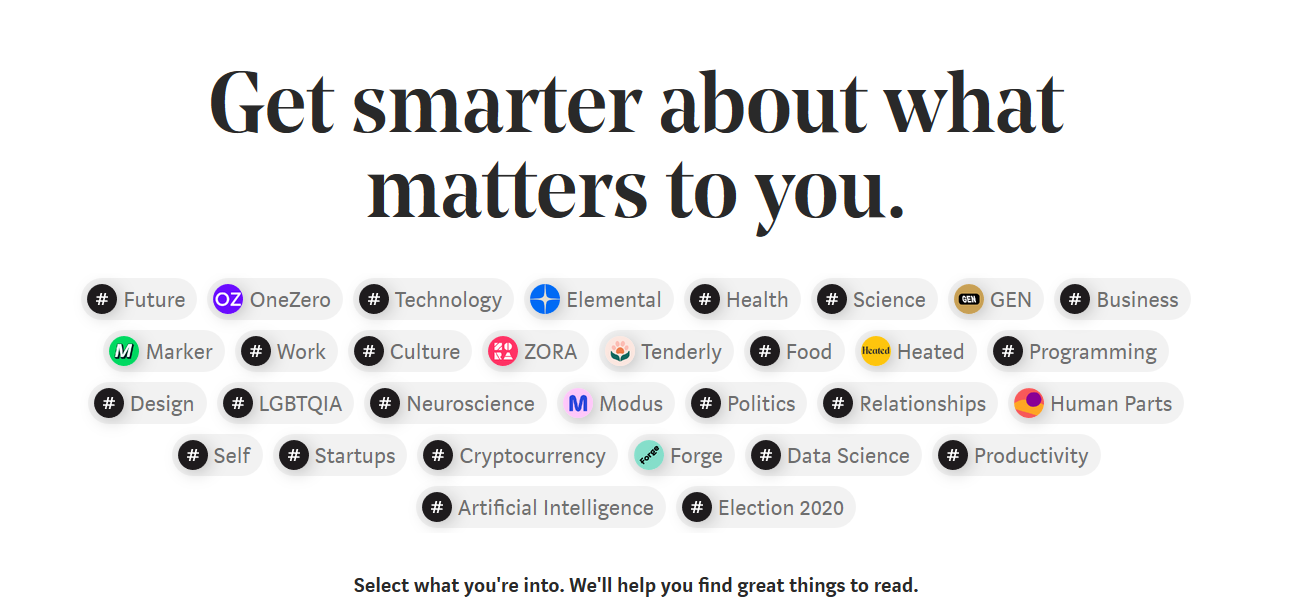 Get smarter about what
matters to you.
# Future OZ OneZero # Technology Elemental # Health # Science GEN GEN # Business
M Marker # Work # Culture ZORA ZORA Tenderly # Food Heated Heated # Programming
# Design # LGBTQIA # Neuroscience M Modus # Politics # Relationships Human Parts
# Self # Startups # Cryptocurrency Forge Forge # Data Science # Productivity
# Artificial Intelligence # Election 2020
Select what you're into. We'll help you find great things to read.